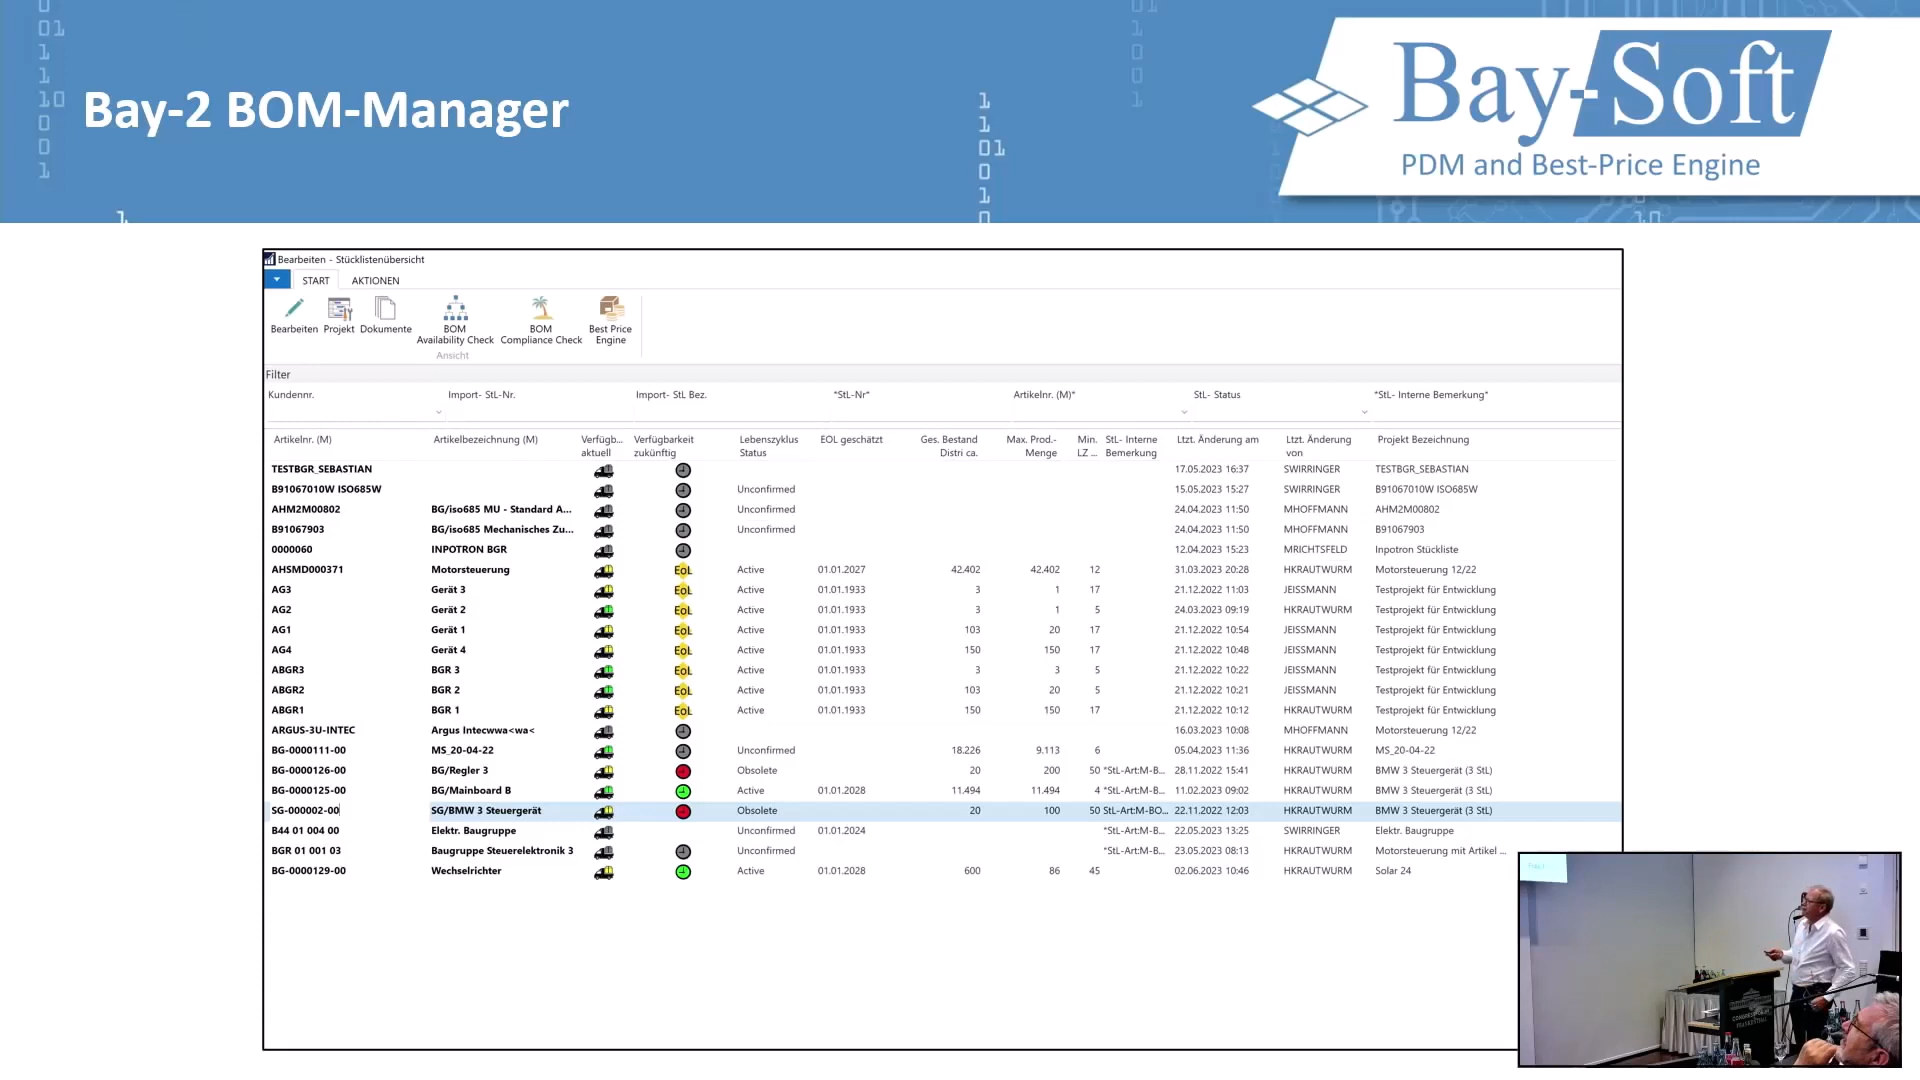 Bay-2 BOM-Manager
Bay-Soft
PDM and Best-Price Engine
Bearbeiten - Stücklistenübersicht
START AKTIONEN
Bearbeiten Projekt Dokumente BOM Availability Check BOM Compliance Check Best Price Engine
Ansicht
Filter
Kundennr. Import- StL-Nr. Import- StL Bez. *StL-Nr* Artikelnr. (M)* StL- Status *StL- Interne Bemerkung*
Artikelnr. (M) Artikelbezeichnung (M) Verfügb... aktuell Verfügbarkeit zukünftig Lebenszyklus Status EOL geschätzt Ges. Bestand Distri ca. Max. Prod.- Menge Min. LZ ... StL- Interne Bemerkung Ltzt. Änderung am Ltzt. Änderung von Projekt Bezeichnung
TESTBGR_SEBASTIAN 17.05.2023 16:37 SWIRRINGER TESTBGR_SEBASTIAN
B91067010W ISO685W Unconfirmed 15.05.2023 15:27 SWIRRINGER B91067010W ISO685W
AHM2M00802 BG/iso685 MU - Standard A... Unconfirmed 24.04.2023 11:50 MHOFFMANN AHM2M00802
B91067903 BG/iso685 Mechanisches Zu... Unconfirmed 24.04.2023 11:50 MHOFFMANN B91067903
0000060 INPOTRON BGR 12.04.2023 15:23 MRICHTSFELD Inpotron Stückliste
AHSMD000371 Motorsteuerung EoL Active 01.01.2027 42.402 42.402 12 31.03.2023 20:28 HKRAUTWURM Motorsteuerung 12/22
AG3 Gerät 3 EoL Active 01.01.1933 3 1 17 21.12.2022 11:03 JEISSMANN Testprojekt für Entwicklung
AG2 Gerät 2 EoL Active 01.01.1933 3 1 5 24.03.2023 09:19 HKRAUTWURM Testprojekt für Entwicklung
AG1 Gerät 1 EoL Active 01.01.1933 103 20 17 21.12.2022 10:54 JEISSMANN Testprojekt für Entwicklung
AG4 Gerät 4 EoL Active 01.01.1933 150 150 17 21.12.2022 10:48 JEISSMANN Testprojekt für Entwicklung
ABGR3 BGR 3 EoL Active 01.01.1933 3 3 5 21.12.2022 10:22 JEISSMANN Testprojekt für Entwicklung
ABGR2 BGR 2 EoL Active 01.01.1933 103 20 5 21.12.2022 10:21 JEISSMANN Testprojekt für Entwicklung
ABGR1 BGR 1 EoL Active 01.01.1933 150 150 17 21.12.2022 10:12 HKRAUTWURM Testprojekt für Entwicklung
ARGUS-3U-INTEC Argus Intecwwa<wa< 16.03.2023 10:08 MHOFFMANN Motorsteuerung 12/22
BG-0000111-00 MS_20-04-22 Unconfirmed 18.226 9.113 6 05.04.2023 11:36 HKRAUTWURM MS_20-04-22
BG-0000126-00 BG/Regler 3 Obsolete 20 200 50 *StL-Art:M-B... 28.11.2022 15:41 HKRAUTWURM BMW 3 Steuergerät (3 StL)
BG-0000125-00 BG/Mainboard B Active 01.01.2028 11.494 11.494 4 *StL-Art:M-B... 11.02.2023 09:02 HKRAUTWURM BMW 3 Steuergerät (3 StL)
SG-000002-00 SG/BMW 3 Steuergerät Obsolete 20 100 50 StL-Art:M-BO... 22.11.2022 12:03 HKRAUTWURM BMW 3 Steuergerät (3 StL)
B44 01 004 00 Elektr. Baugruppe Unconfirmed 01.01.2024 *StL-Art:M-B... 22.05.2023 13:25 SWIRRINGER Elektr. Baugruppe
BGR 01 001 03 Baugruppe Steuerelektronik 3 Unconfirmed *StL-Art:M-B... 23.05.2023 08:13 HKRAUTWURM Motorsteuerung mit Artikel ...
BG-0000129-00 Wechselrichter Active 01.01.2028 600 86 45 02.06.2023 10:46 HKRAUTWURM Solar 24